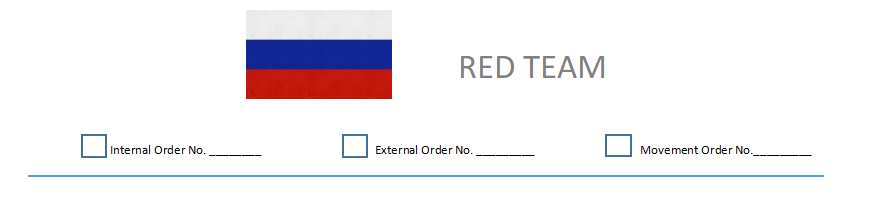 RED TEAM
Internal Order No. ________ External Order No. _________ Movement Order No._________